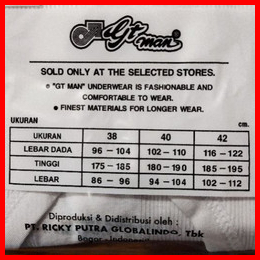 Gt man ®
SOLD ONLY AT THE SELECTED STORES.
"GT MAN" UNDERWEAR IS FASHIONABLE AND
COMFORTABLE TO WEAR.
● FINEST MATERIALS FOR LONGER WEAR.
UKURAN cm.
UKURAN 38 40 42
LEBAR DADA 96 - 104 102 - 110 116 - 122
TINGGI 175 - 185 180 - 190 185 - 195
LEBAR 86 - 96 94 - 104 102 - 112
Diproduksi & Didistribusi oleh :
PT. RICKY PUTRA GLOBALINDO, Tbk
Bogor - Indonesia